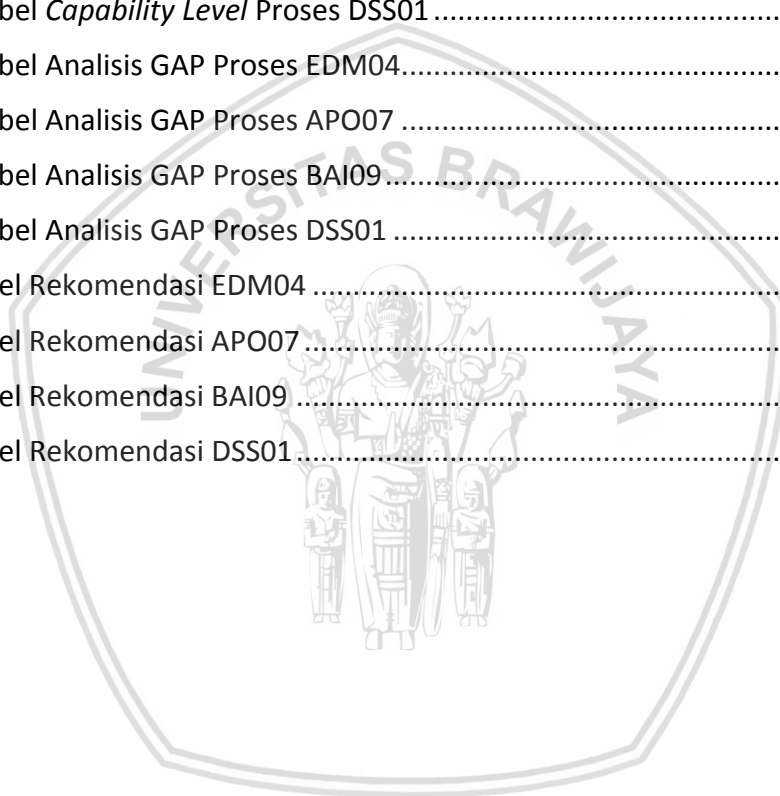 bel Capability Level Proses DSS01................................................
bel Analisis GAP Proses EDM04................................................
bel Analisis GAP Proses APO07 ................................................
bel Analisis GAP Proses BAI09................................................
bel Analisis GAP Proses DSS01 ................................................
el Rekomendasi EDM04 ................................................
el Rekomendasi APO07................................................
el Rekomendasi BAI09 ................................................
el Rekomendasi DSS01................................................
UNIVERSITAS BRAWIJAYA